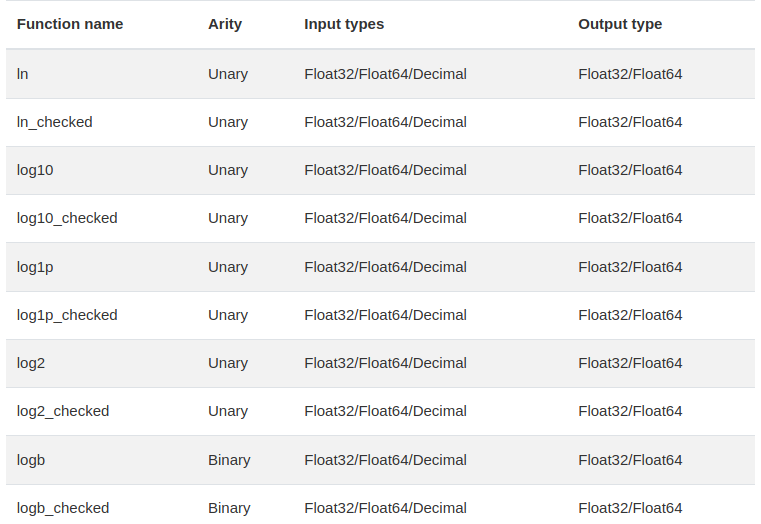 Function name Arity Input types Output type
ln Unary Float32/Float64/Decimal Float32/Float64
ln_checked Unary Float32/Float64/Decimal Float32/Float64
log10 Unary Float32/Float64/Decimal Float32/Float64
log10_checked Unary Float32/Float64/Decimal Float32/Float64
log1p Unary Float32/Float64/Decimal Float32/Float64
log1p_checked Unary Float32/Float64/Decimal Float32/Float64
log2 Unary Float32/Float64/Decimal Float32/Float64
log2_checked Unary Float32/Float64/Decimal Float32/Float64
logb Binary Float32/Float64/Decimal Float32/Float64
logb_checked Binary Float32/Float64/Decimal Float32/Float64